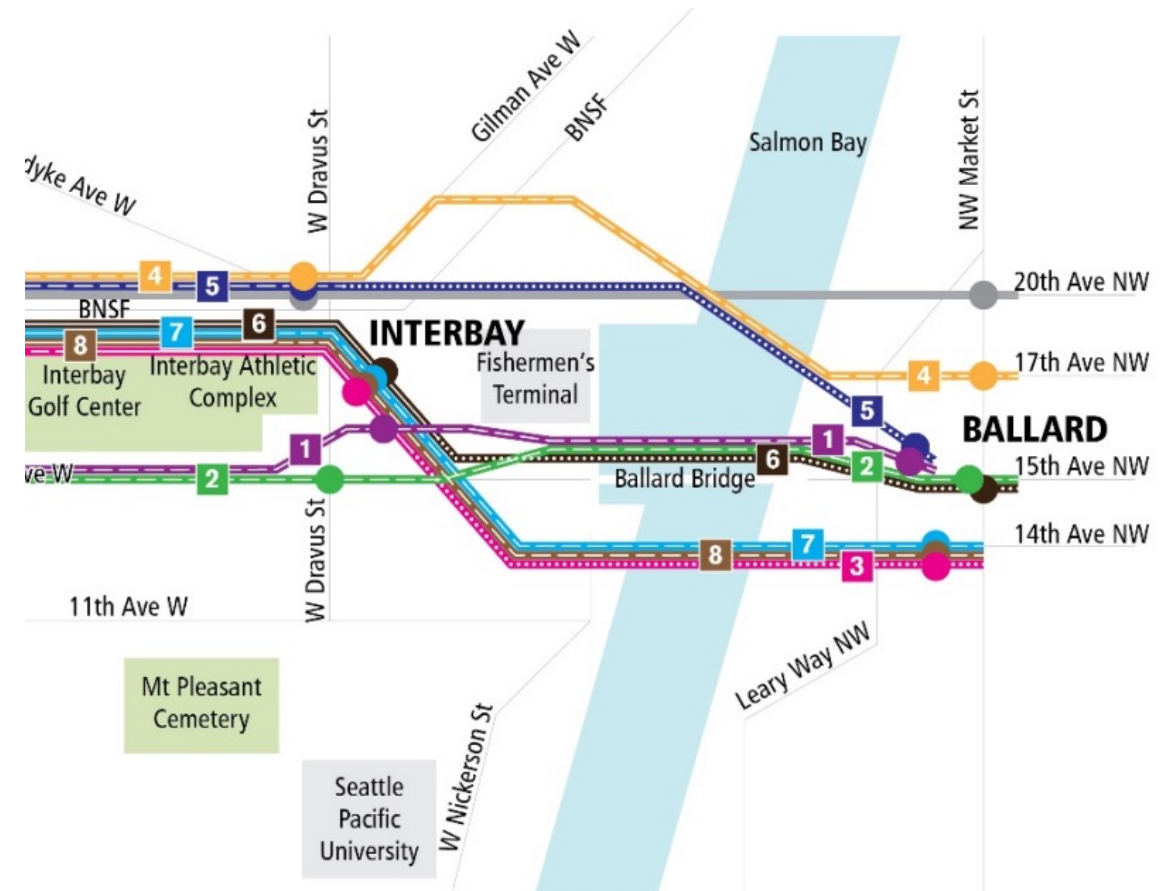 Gilman Ave W
BNSF
W Dravus St
Salmon Bay
NW Market St
dyke Ave W
4
5
20th Ave NW
BNSF
6
7
8
INTERBAY
Interbay
Golf Center
Interbay Athletic
Complex
Fishermen's
Terminal
17th Ave NW
4
5
BALLARD
1
1
15th Ave NW
ve W
2
6
2
Ballard Bridge
W Dravus St
14th Ave NW
7
8
3
11th Ave W
Leary Way NW
Mt Pleasant
Cemetery
W Nickerson St
Seattle
Pacific
University